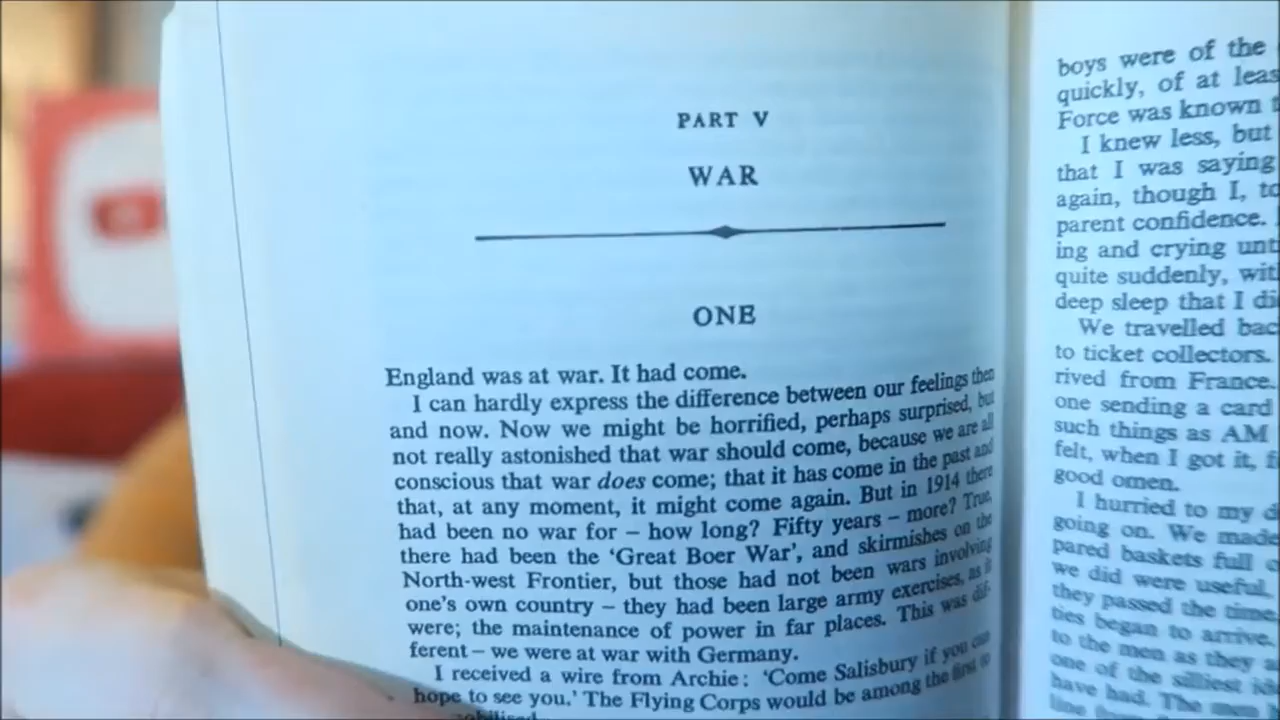 PART V
WAR
ONE
England was at war. It had come.
I can hardly express the difference between our feelings then
and now. Now we might be horrified, perhaps surprised, but
not really astonished that war should come, because we are all
conscious that war does come; that it has come in the past and
that, at any moment, it might come again. But in 1914 there
had been no war for – how long? Fifty years – more? True,
there had been the ‘Great Boer War’, and skirmishes on the
North-west Frontier, but those had not been wars involving
one’s own country – they had been large army exercises, as it
were; the maintenance of power in far places. This was dif-
ferent – we were at war with Germany.
I received a wire from Archie: ‘Come Salisbury if you can
hope to see you.’ The Flying Corps would be among the first to
boys were of the
quickly, of at leas
Force was known t
I knew less, but
that I was saying
again, though I, to
parent confidence.
ing and crying unt
quite suddenly, wit
deep sleep that I di
We travelled bac
to ticket collectors.
rived from France.
one sending a card
such things as AM
felt, when I got it, f
good omen.
I hurried to my d
going on. We made
pared baskets full o
we did were useful,
they passed the time.
ties began to arrive.
to the men as they a
one of the silliest id
have had. The men h